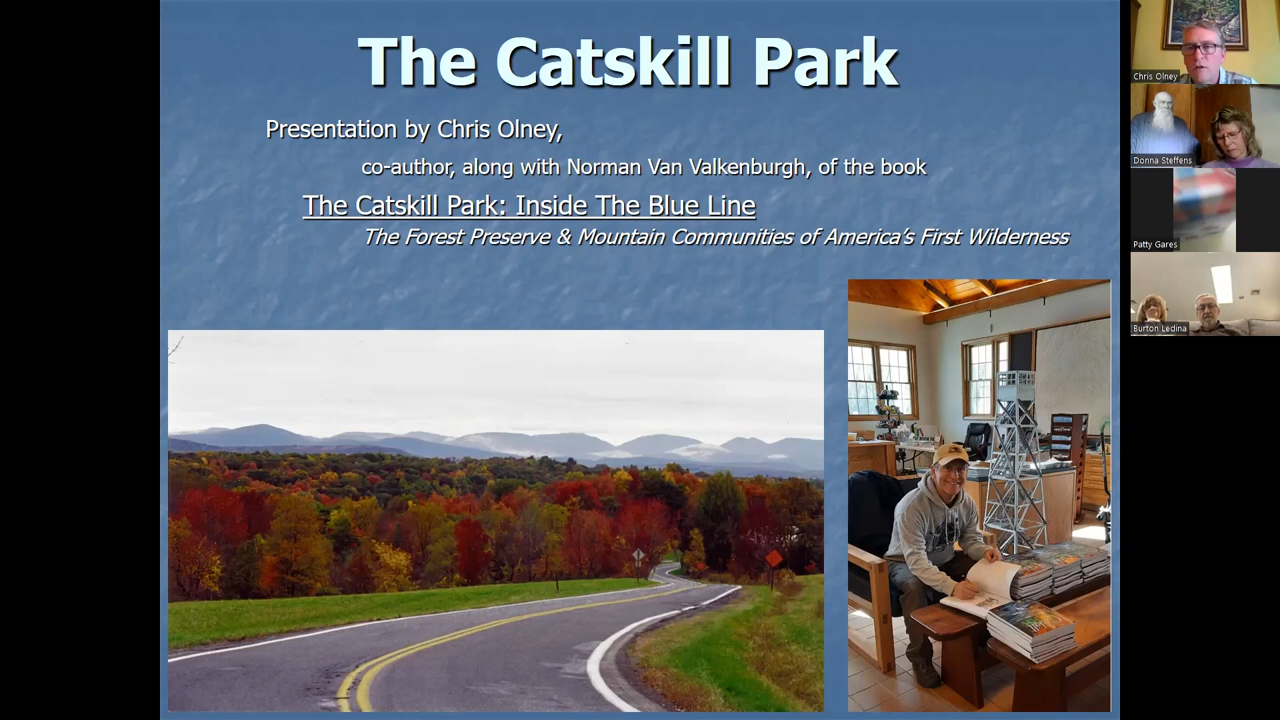 The Catskill Park
Presentation by Chris Olney,
co-author, along with Norman Van Valkenburgh, of the book
The Catskill Park: Inside The Blue Line
The Forest Preserve & Mountain Communities of America's First Wilderness
Chris Olney
Donna Steffens
Patty Gares
Burton Ledina